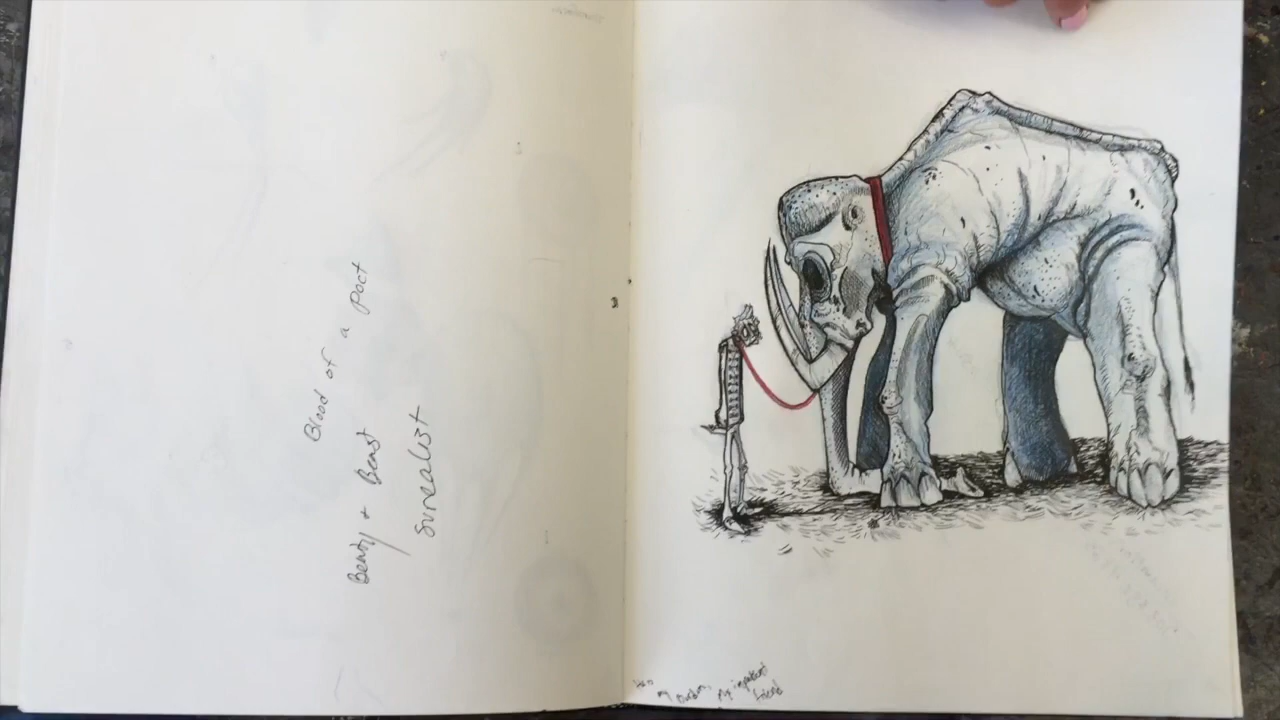 Blood of a poet
Beauty + Beast
Surrealist
my burden, my impatient
friend